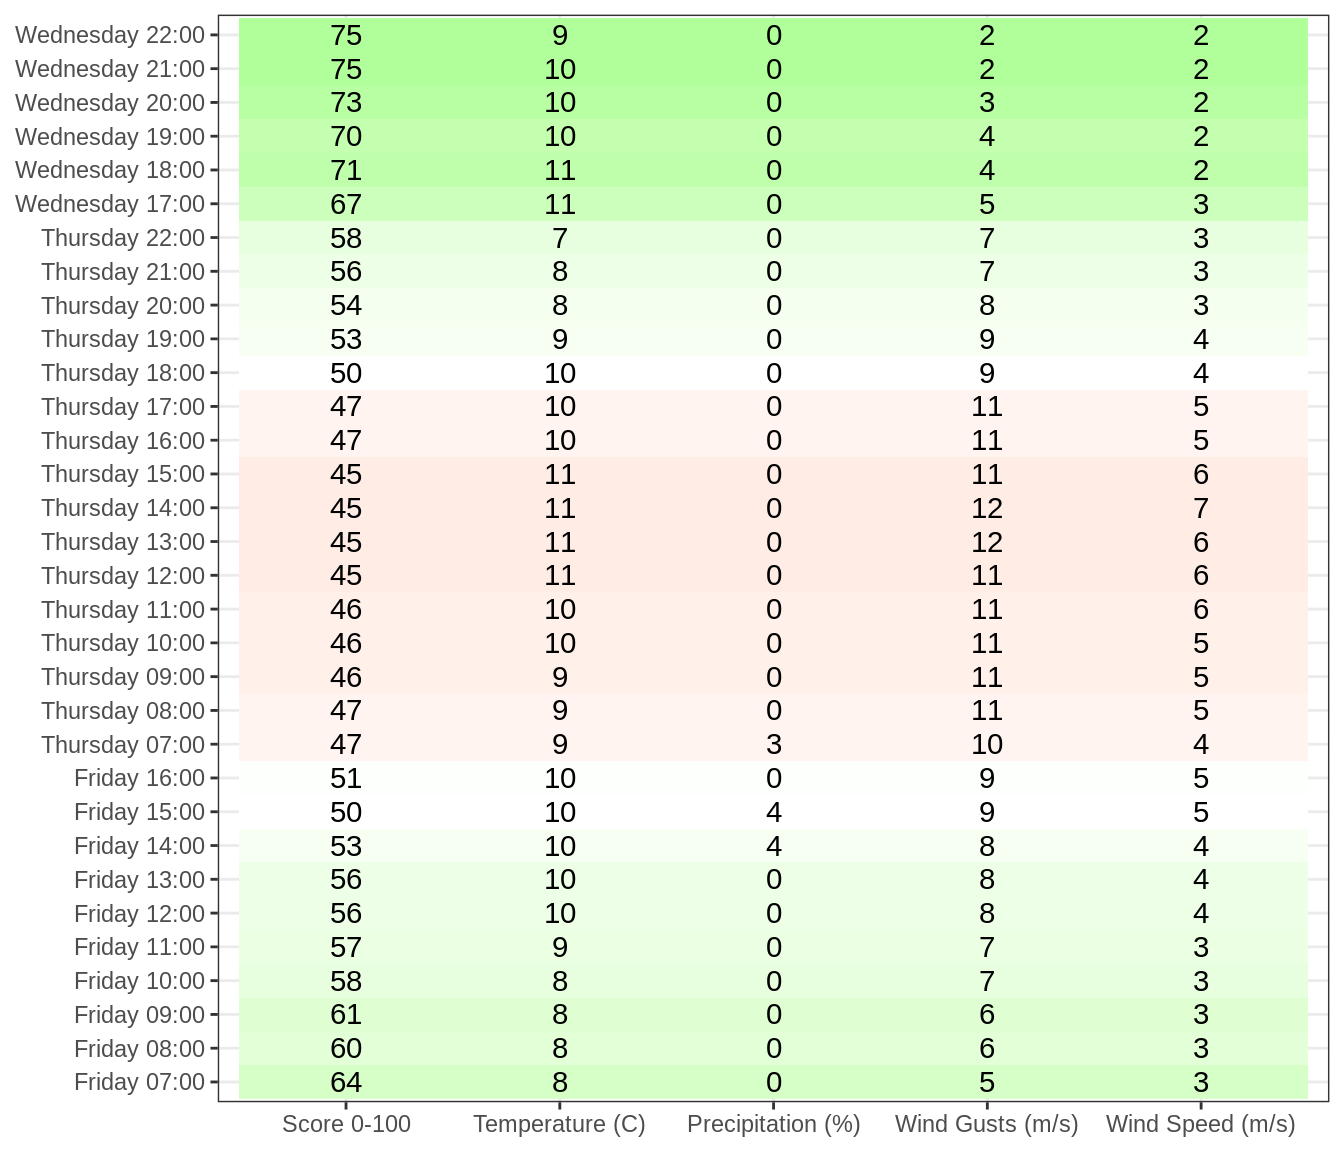 Wednesday 22:00 75 9 0 2 2
Wednesday 21:00 75 10 0 2 2
Wednesday 20:00 73 10 0 3 2
Wednesday 19:00 70 10 0 4 2
Wednesday 18:00 71 11 0 4 2
Wednesday 17:00 67 11 0 5 3
Thursday 22:00 58 7 0 7 3
Thursday 21:00 56 8 0 7 3
Thursday 20:00 54 8 0 8 3
Thursday 19:00 53 9 0 9 4
Thursday 18:00 50 10 0 9 4
Thursday 17:00 47 10 0 11 5
Thursday 16:00 47 10 0 11 5
Thursday 15:00 45 11 0 11 6
Thursday 14:00 45 11 0 12 7
Thursday 13:00 45 11 0 12 6
Thursday 12:00 45 11 0 11 6
Thursday 11:00 46 10 0 11 6
Thursday 10:00 46 10 0 11 5
Thursday 09:00 46 9 0 11 5
Thursday 08:00 47 9 0 11 5
Thursday 07:00 47 9 3 10 4
Friday 16:00 51 10 0 9 5
Friday 15:00 50 10 4 9 5
Friday 14:00 53 10 4 8 4
Friday 13:00 56 10 0 8 4
Friday 12:00 56 10 0 8 4
Friday 11:00 57 9 0 7 3
Friday 10:00 58 8 0 7 3
Friday 09:00 61 8 0 6 3
Friday 08:00 60 8 0 6 3
Friday 07:00 64 8 0 5 3
Score 0-100 Temperature (C) Precipitation (%) Wind Gusts (m/s) Wind Speed (m/s)